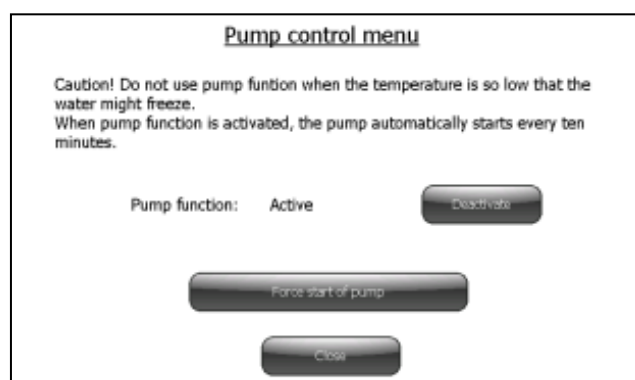 Pump control menu
Caution! Do not use pump funtion when the temperature is so low that the
water might freeze.
When pump function is activated, the pump automatically starts every ten
minutes.
Pump function: Active Deactivate
Force start of pump
Close